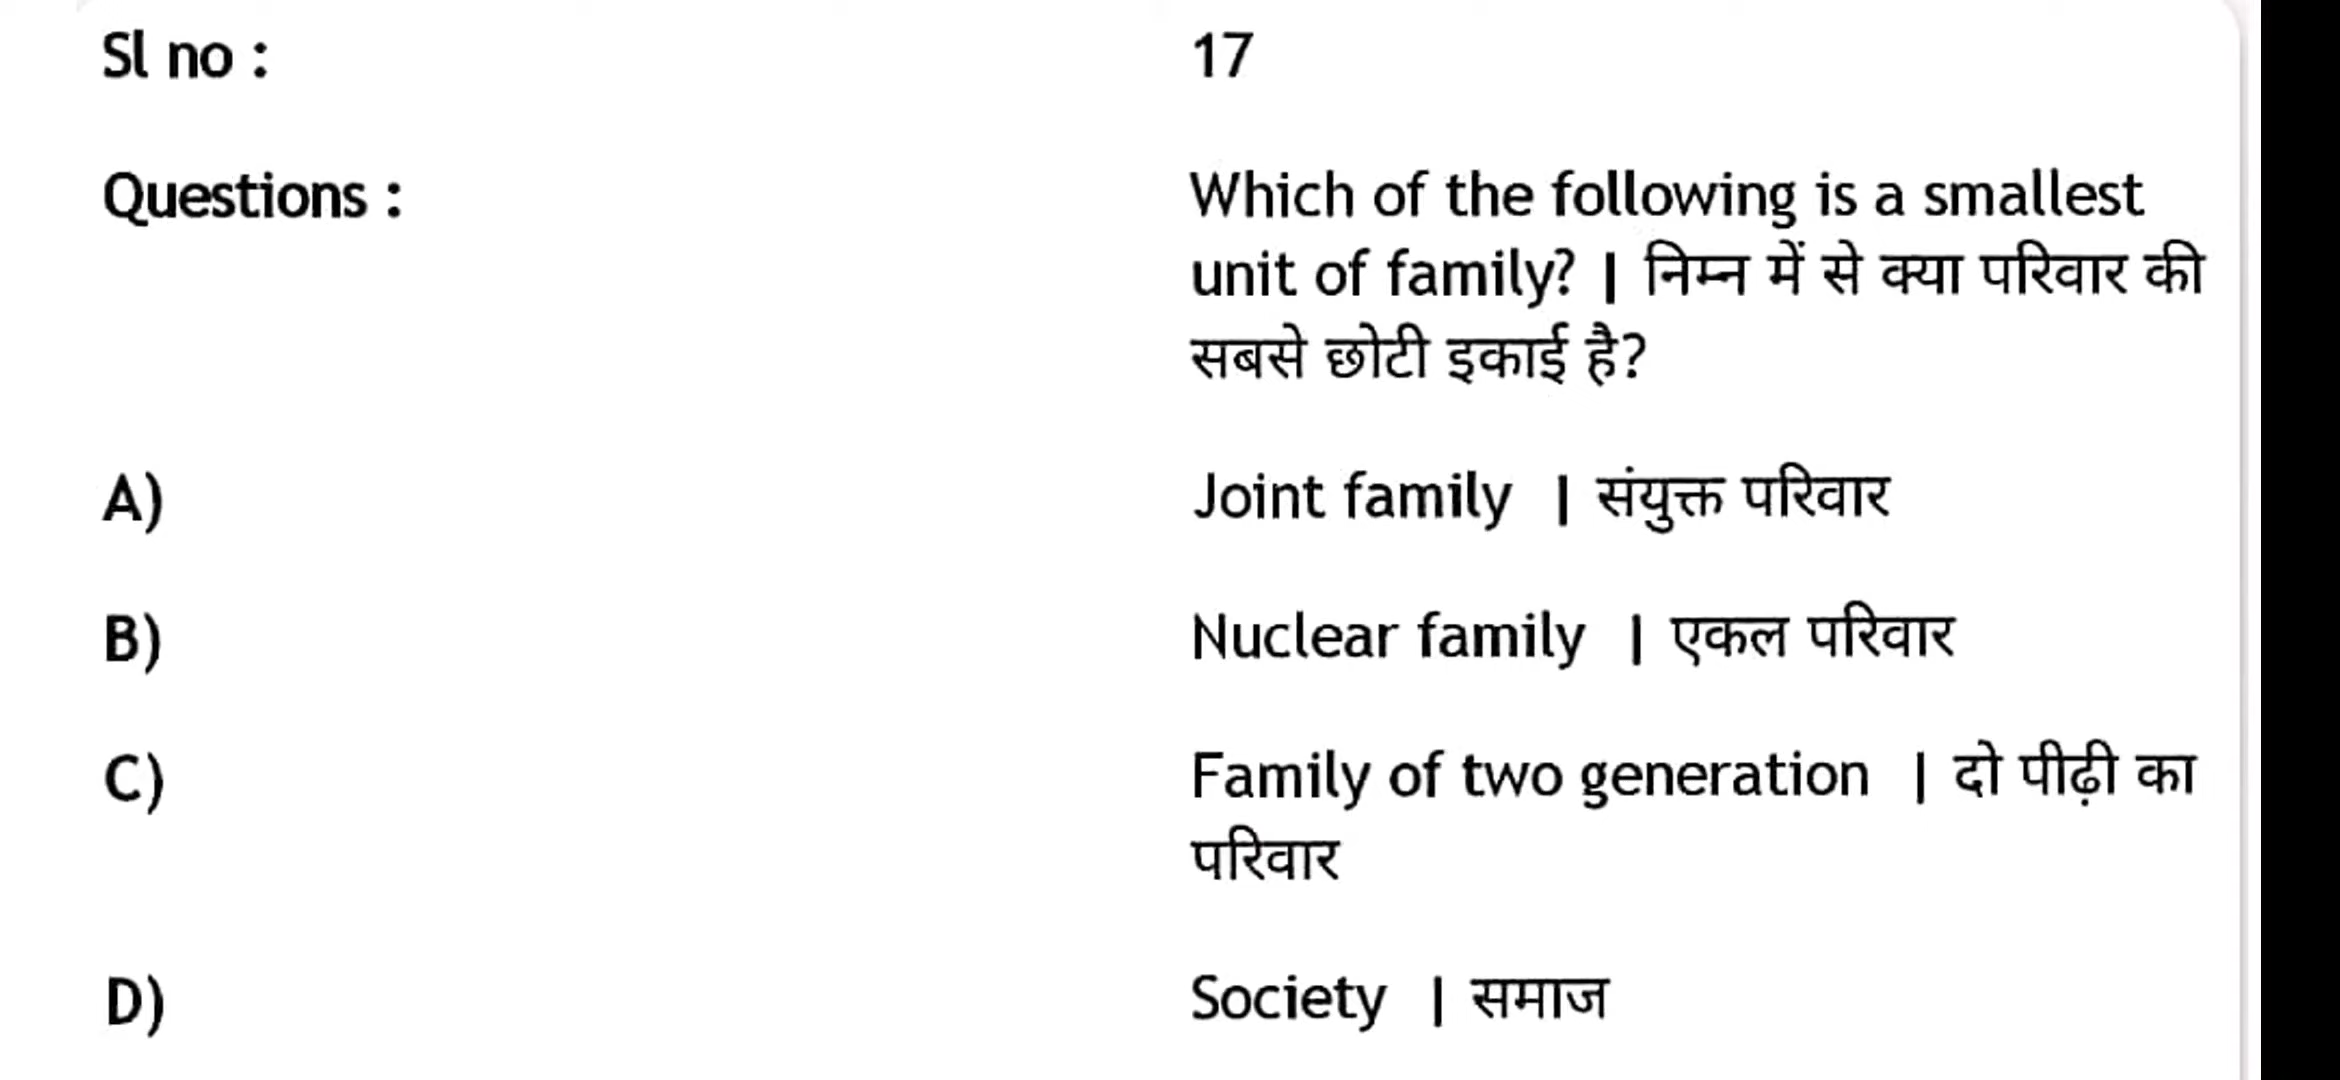 Sl no : 17
Questions : Which of the following is a smallest
unit of family? | निम्न में से क्या परिवार की
सबसे छोटी इकाई है?
A) Joint family | संयुक्त परिवार
B) Nuclear family | एकल परिवार
C) Family of two generation | दो पीढ़ी का
परिवार
D) Society | समाज